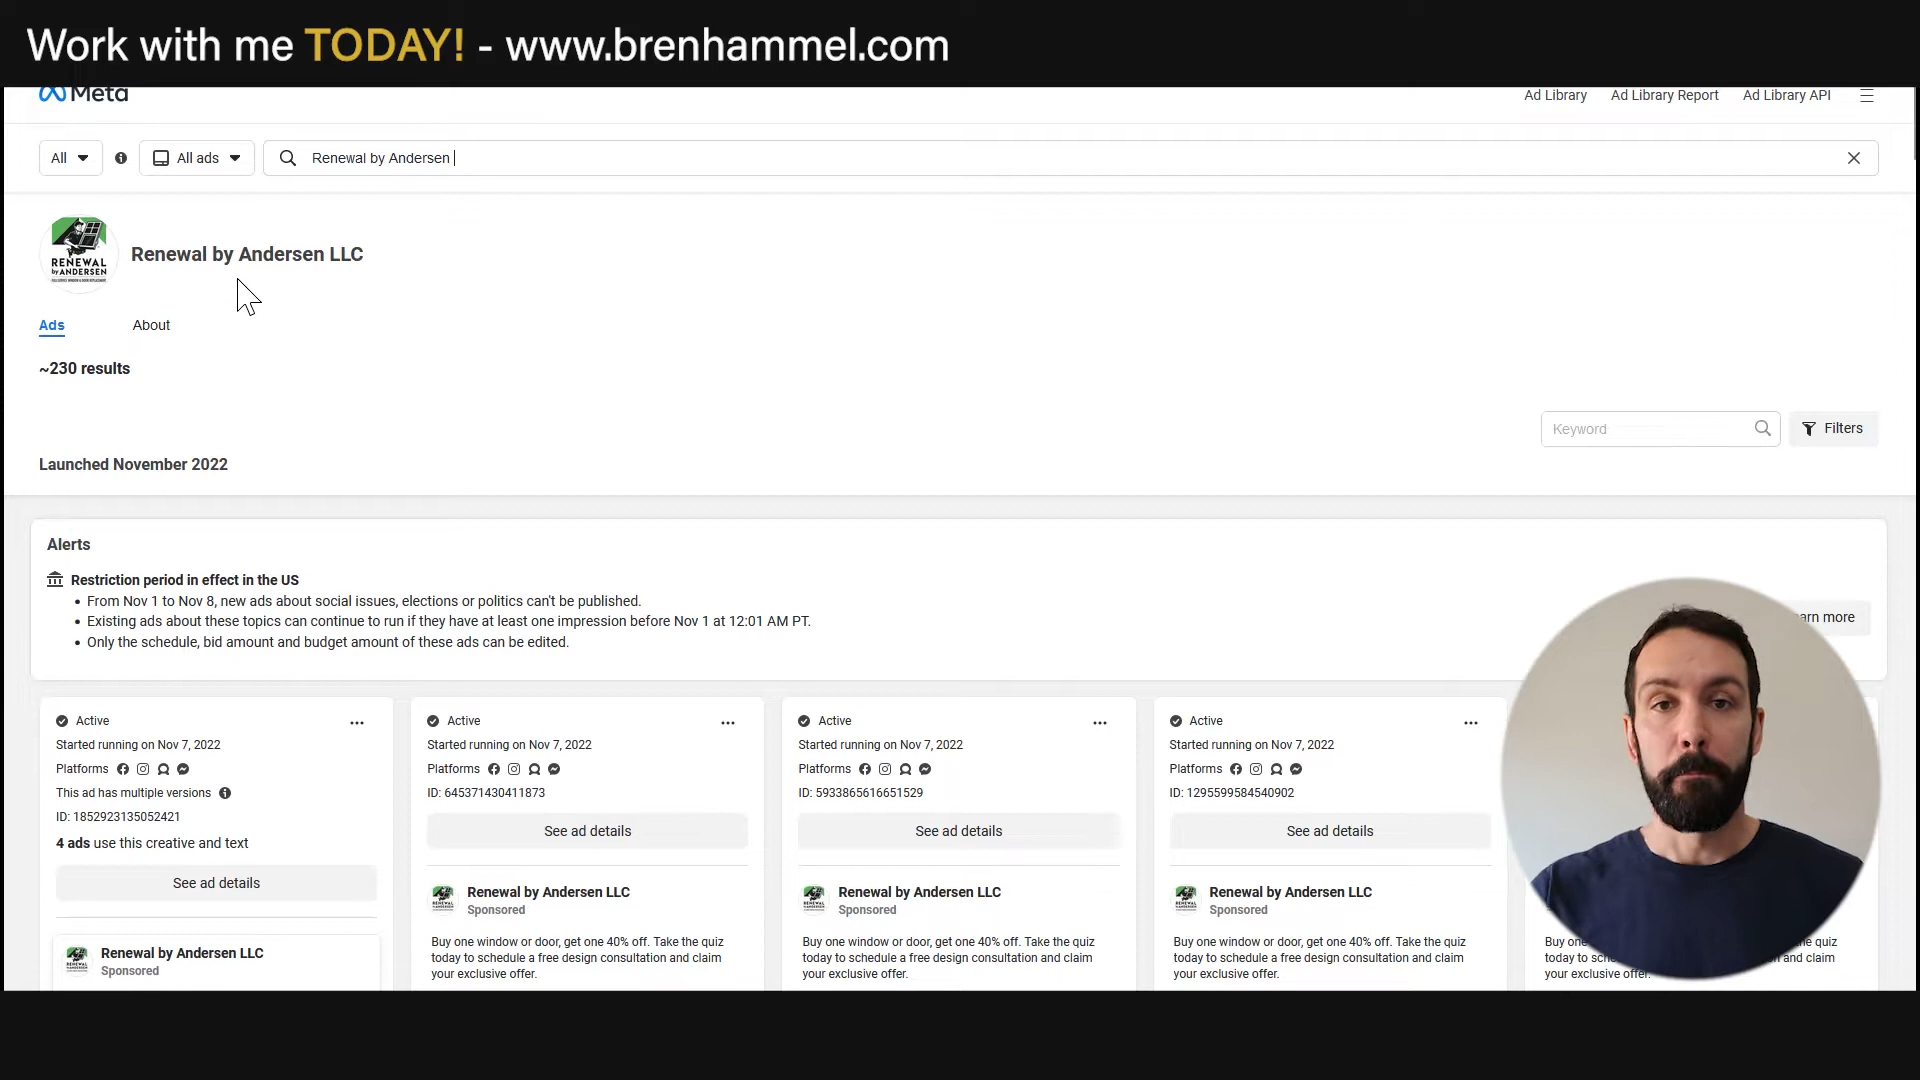 Work with me TODAY! - www.brenhammel.com
Meta
Ad Library Ad Library Report Ad Library API
All All ads Renewal by Andersen
RENEWAL
by ANDERSEN
Renewal by Andersen LLC
Ads About
~230 results
Keyword Filters
Launched November 2022
Alerts
Restriction period in effect in the US
• From Nov 1 to Nov 8, new ads about social issues, elections or politics can't be published.
• Existing ads about these topics can continue to run if they have at least one impression before Nov 1 at 12:01 AM PT.
arn more
• Only the schedule, bid amount and budget amount of these ads can be edited.
Active
Started running on Nov 7, 2022
Platforms
This ad has multiple versions
ID: 1852923135052421
4 ads use this creative and text
See ad details
Renewal by Andersen LLC
Sponsored
Active
Started running on Nov 7, 2022
Platforms
ID: 645371430411873
See ad details
Renewal by Andersen LLC
Sponsored
Buy one window or door, get one 40% off. Take the quiz
today to schedule a free design consultation and claim
your exclusive offer.
Active
Started running on Nov 7, 2022
Platforms
ID: 5933865616651529
See ad details
Renewal by Andersen LLC
Sponsored
Buy one window or door, get one 40% off. Take the quiz
today to schedule a free design consultation and claim
your exclusive offer.
Active
Started running on Nov 7, 2022
Platforms
ID: 1295599584540902
See ad details
Renewal by Andersen LLC
Sponsored
Buy one window or door, get one 40% off. Take the quiz
today to schedule a free design consultation and claim
your exclusive offer.
Buy one quiz
today to and claim
your exclusive offer.